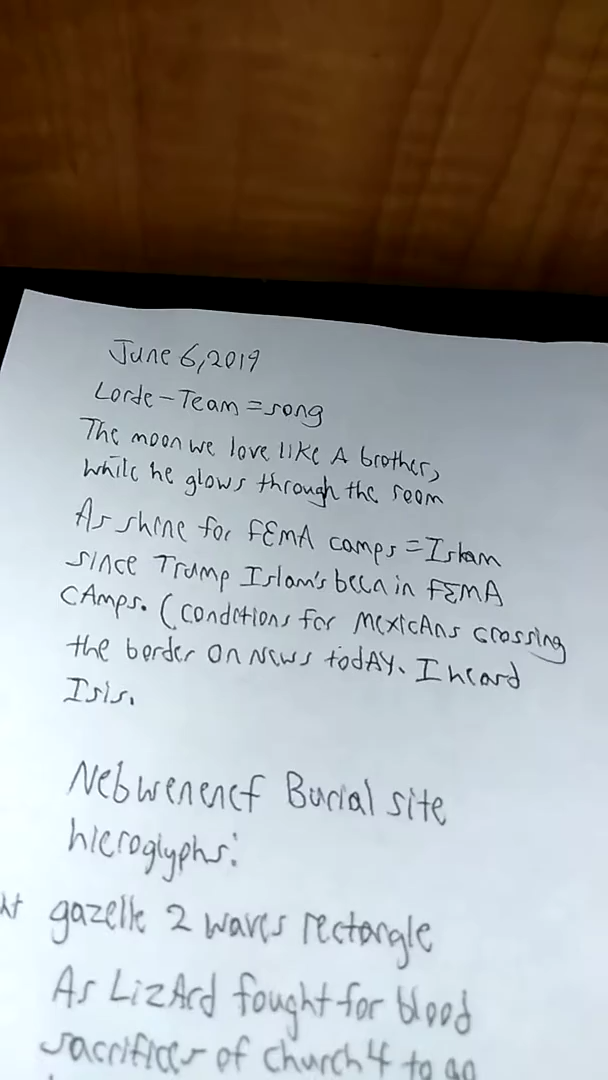 June 6, 2019
Lorde - Team = song
The moon we love like A brother,
while he glows through the room
As shine for FEMA camps = Islam
since Trump Islam's been in FEMA
CAmps. (conditions for MexicAns crossing
the border on News todAY. I heard
Isis.
Nebwenenef Burial site
hieroglyphs:
gazelle 2 waves rectangle
As LizArd fought for blood
sacrifices of church 4 to go